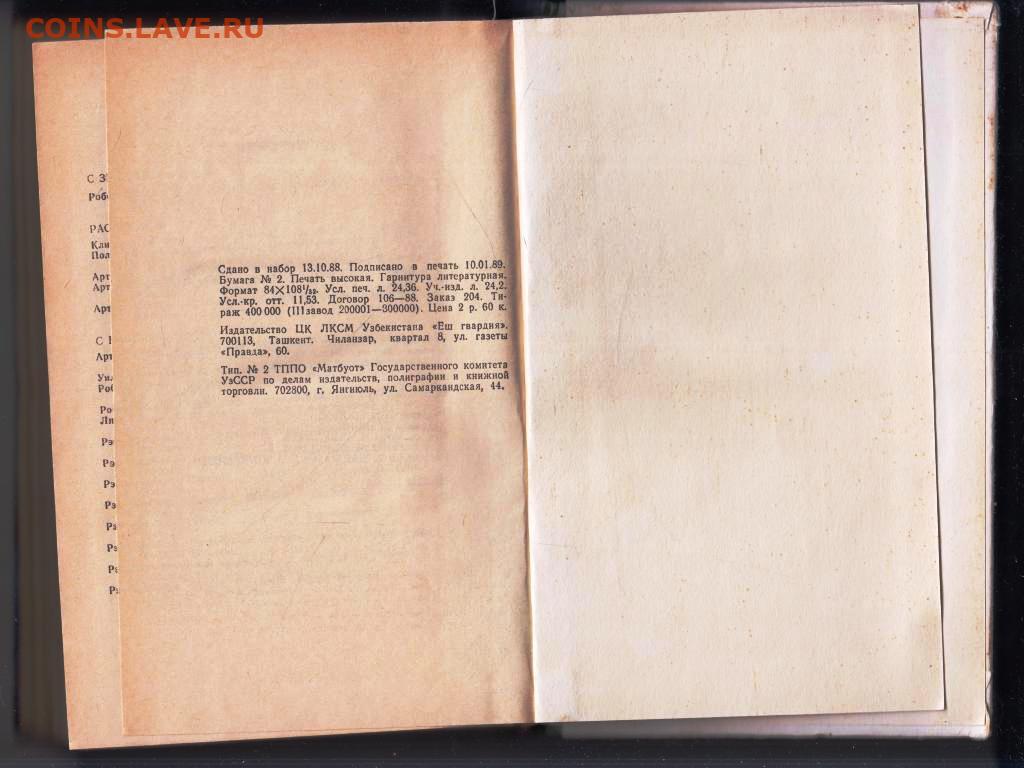 COINS.LAVE.RU
С
Сдано в набор 13.10.88. Подписано в печать 10.01.89.
Бумага № 2. Печать высокая. Гарнитура литературная.
Формат 84×108¹/₃₂. Усл. печ. л. 24,36. Уч.-изд. л. 24,2.
Усл.-кр. отт. 11,53. Договор 106—88. Заказ 204. Ти-
раж 400 000 (III завод 200001—300000). Цена 2 р. 60 к.
Издательство ЦК ЛКСМ Узбекистана «Еш гвардия».
700113, Ташкент. Чиланзар, квартал 8, ул. газеты
«Правда», 60.
Тип. № 2 ТППО «Матбуот» Государственного комитета
УзССР по делам издательств, полиграфии и книжной
торговли. 702800, г. Янгиюль, ул. Самаркандская, 44.